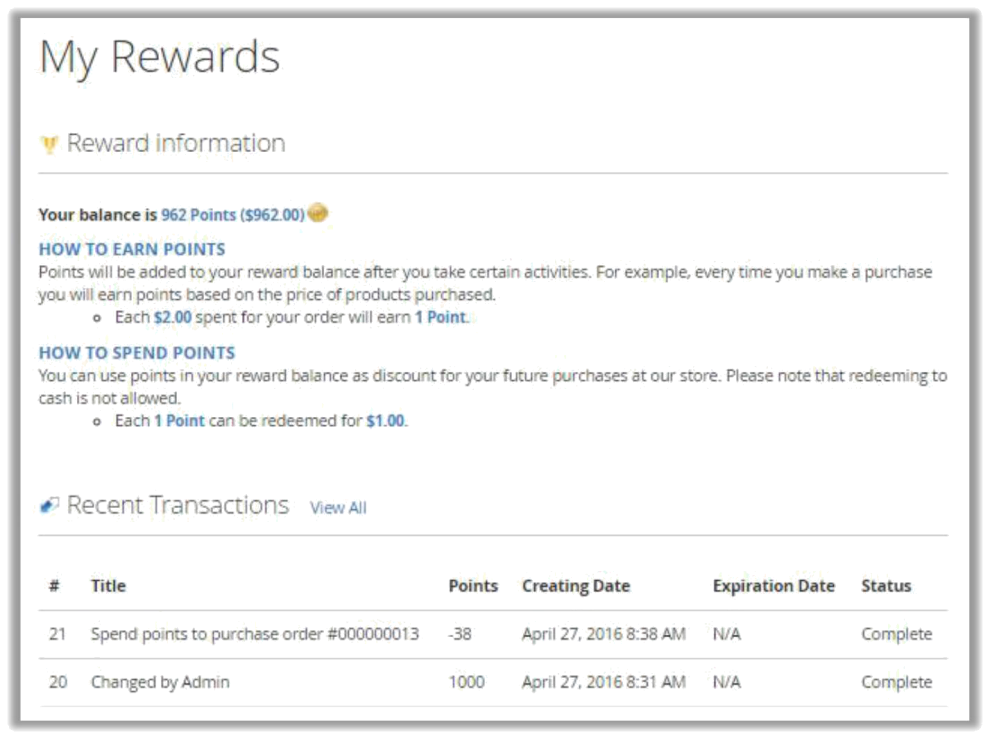 My Rewards
Reward information
Your balance is 962 Points ($962.00)
HOW TO EARN POINTS
Points will be added to your reward balance after you take certain activities. For example, every time you make a purchase
you will earn points based on the price of products purchased.
Each $2.00 spent for your order will earn 1 Point.
HOW TO SPEND POINTS
You can use points in your reward balance as discount for your future purchases at our store. Please note that redeeming to
cash is not allowed.
Each 1 Point can be redeemed for $1.00.
Recent Transactions View All
# Title Points Creating Date Expiration Date Status
21 Spend points to purchase order #000000013 -38 April 27, 2016 8:38 AM N/A Complete
20 Changed by Admin 1000 April 27, 2016 8:31 AM N/A Complete